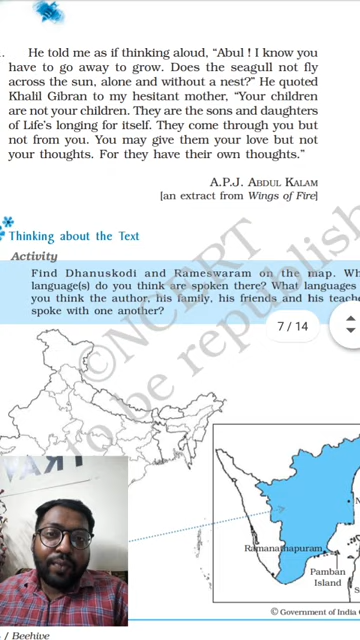 He told me as if thinking aloud, “Abul ! I know you
have to go away to grow. Does the seagull not fly
across the sun, alone and without a nest?” He quoted
Khalil Gibran to my hesitant mother, “Your children
are not your children. They are the sons and daughters
of Life's longing for itself. They come through you but
not from you. You may give them your love but not
your thoughts. For they have their own thoughts.”
A.P.J. ABDUL KALAM
[an extract from Wings of Fire]
Thinking about the Text
Activity
Find Dhanuskodi and Rameswaram on the map.
language(s) do you think are spoken there? What languages
you think the author, his family, his friends and his
spoke with one another?
7 / 14
© NCERT
to be republish
Ramanathapuram
Pamban
Island
© Government of India
/ Beehive